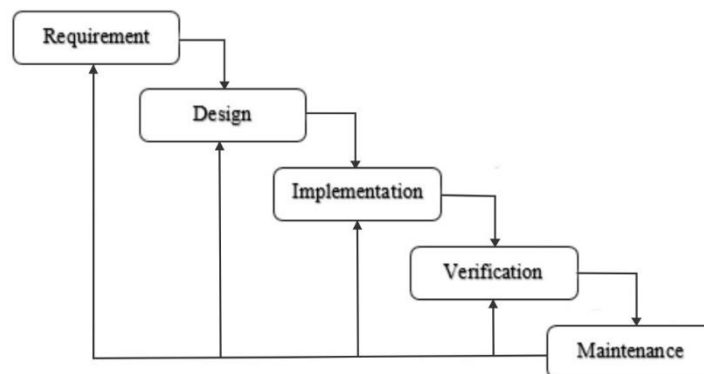 Requirement
Design
Implementation
Verification
Maintenance